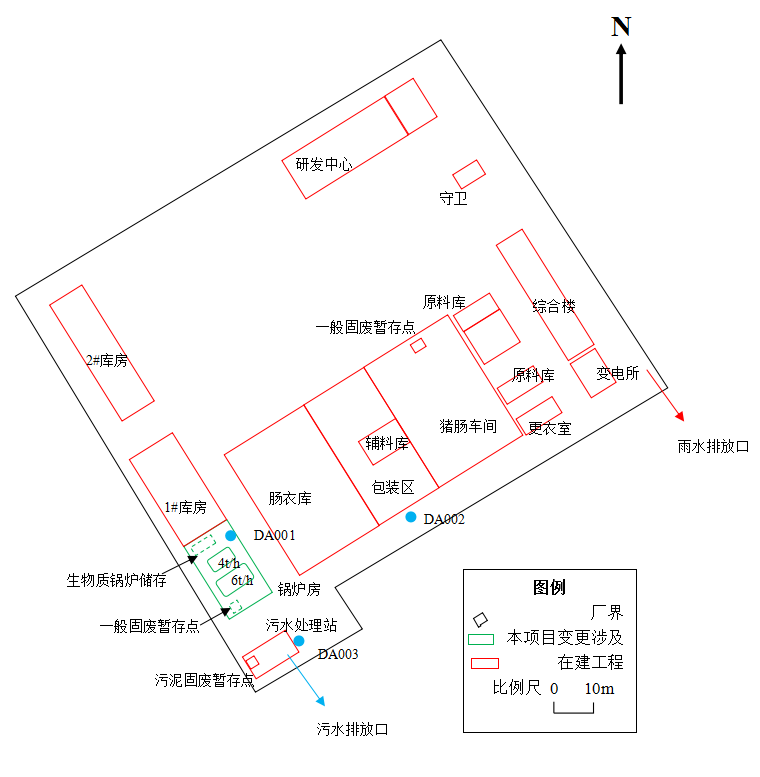 N
研发中心
守卫
原料库
综合楼
一般固废暂存点
2#库房
原料库
变电所
猪肠车间
更衣室
辅料库
雨水排放口
包装区
肠衣库
1#库房
DA002
DA001
4t/h
生物质锅炉储存
6t/h
锅炉房
一般固废暂存点
污水处理站
DA003
污泥固废暂存点
污水排放口
图例
厂界
本项目变更涉及
在建工程
比例尺 0 10m